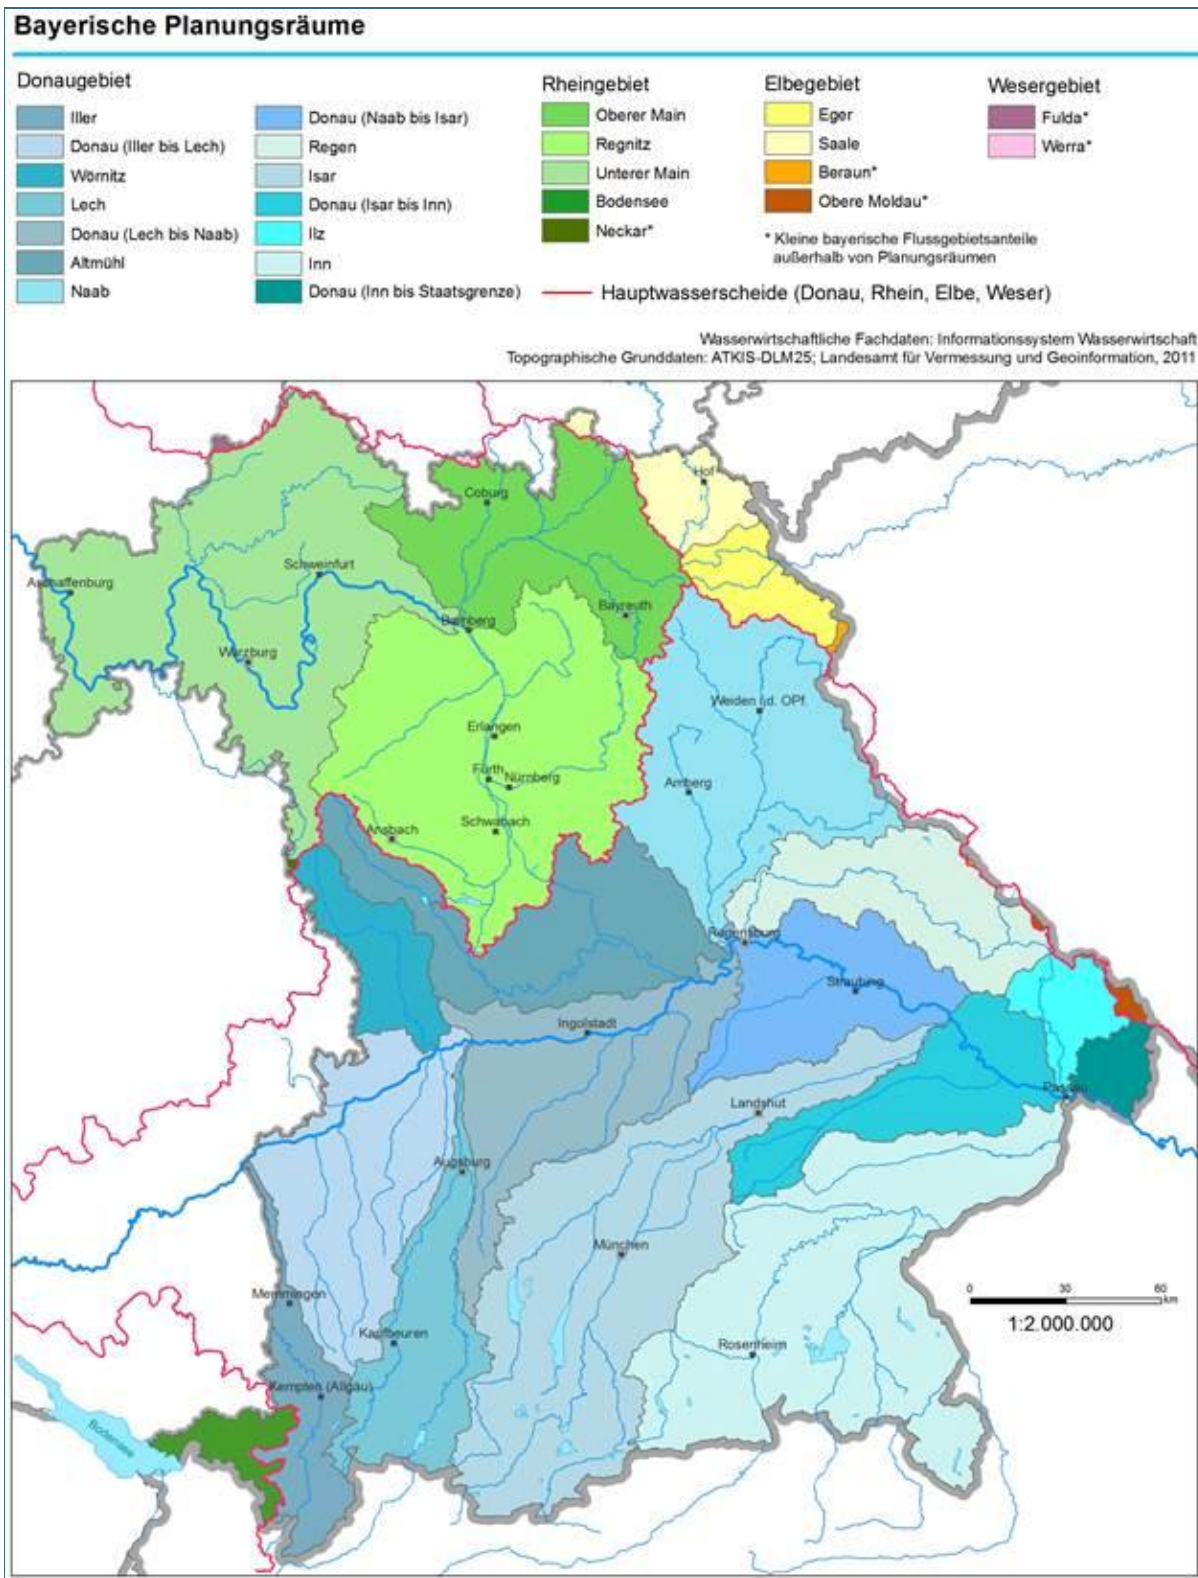 Bayerische Planungsräume
Donaugebiet
Iller
Donau (Iller bis Lech)
Wörnitz
Lech
Donau (Lech bis Naab)
Altmühl
Naab
Donau (Naab bis Isar)
Regen
Isar
Donau (Isar bis Inn)
Ilz
Inn
Donau (Inn bis Staatsgrenze)
Rheingebiet
Oberer Main
Regnitz
Unterer Main
Bodensee
Neckar*
Elbegebiet
Eger
Saale
Beraun*
Obere Moldau*
* Kleine bayerische Flussgebietsanteile
außerhalb von Planungsräumen
Wesergebiet
Fulda*
Werra*
Hauptwasserscheide (Donau, Rhein, Elbe, Weser)
Wasserwirtschaftliche Fachdaten: Informationssystem Wasserwirtschaft
Topographische Grunddaten: ATKIS-DLM25; Landesamt für Vermessung und Geoinformation, 2011
Hof
Coburg
Schweinfurt
Aschaffenburg
Bayreuth
Bamberg
Würzburg
Weiden i.d. OPf.
Erlangen
Fürth
Nürnberg
Amberg
Schwabach
Ansbach
Regensburg
Straubing
Ingolstadt
Passau
Landshut
Augsburg
München
Memmingen
0 30 60
km
1:2.000.000
Kaufbeuren
Rosenheim
Kempten (Allgäu)
Bodensee